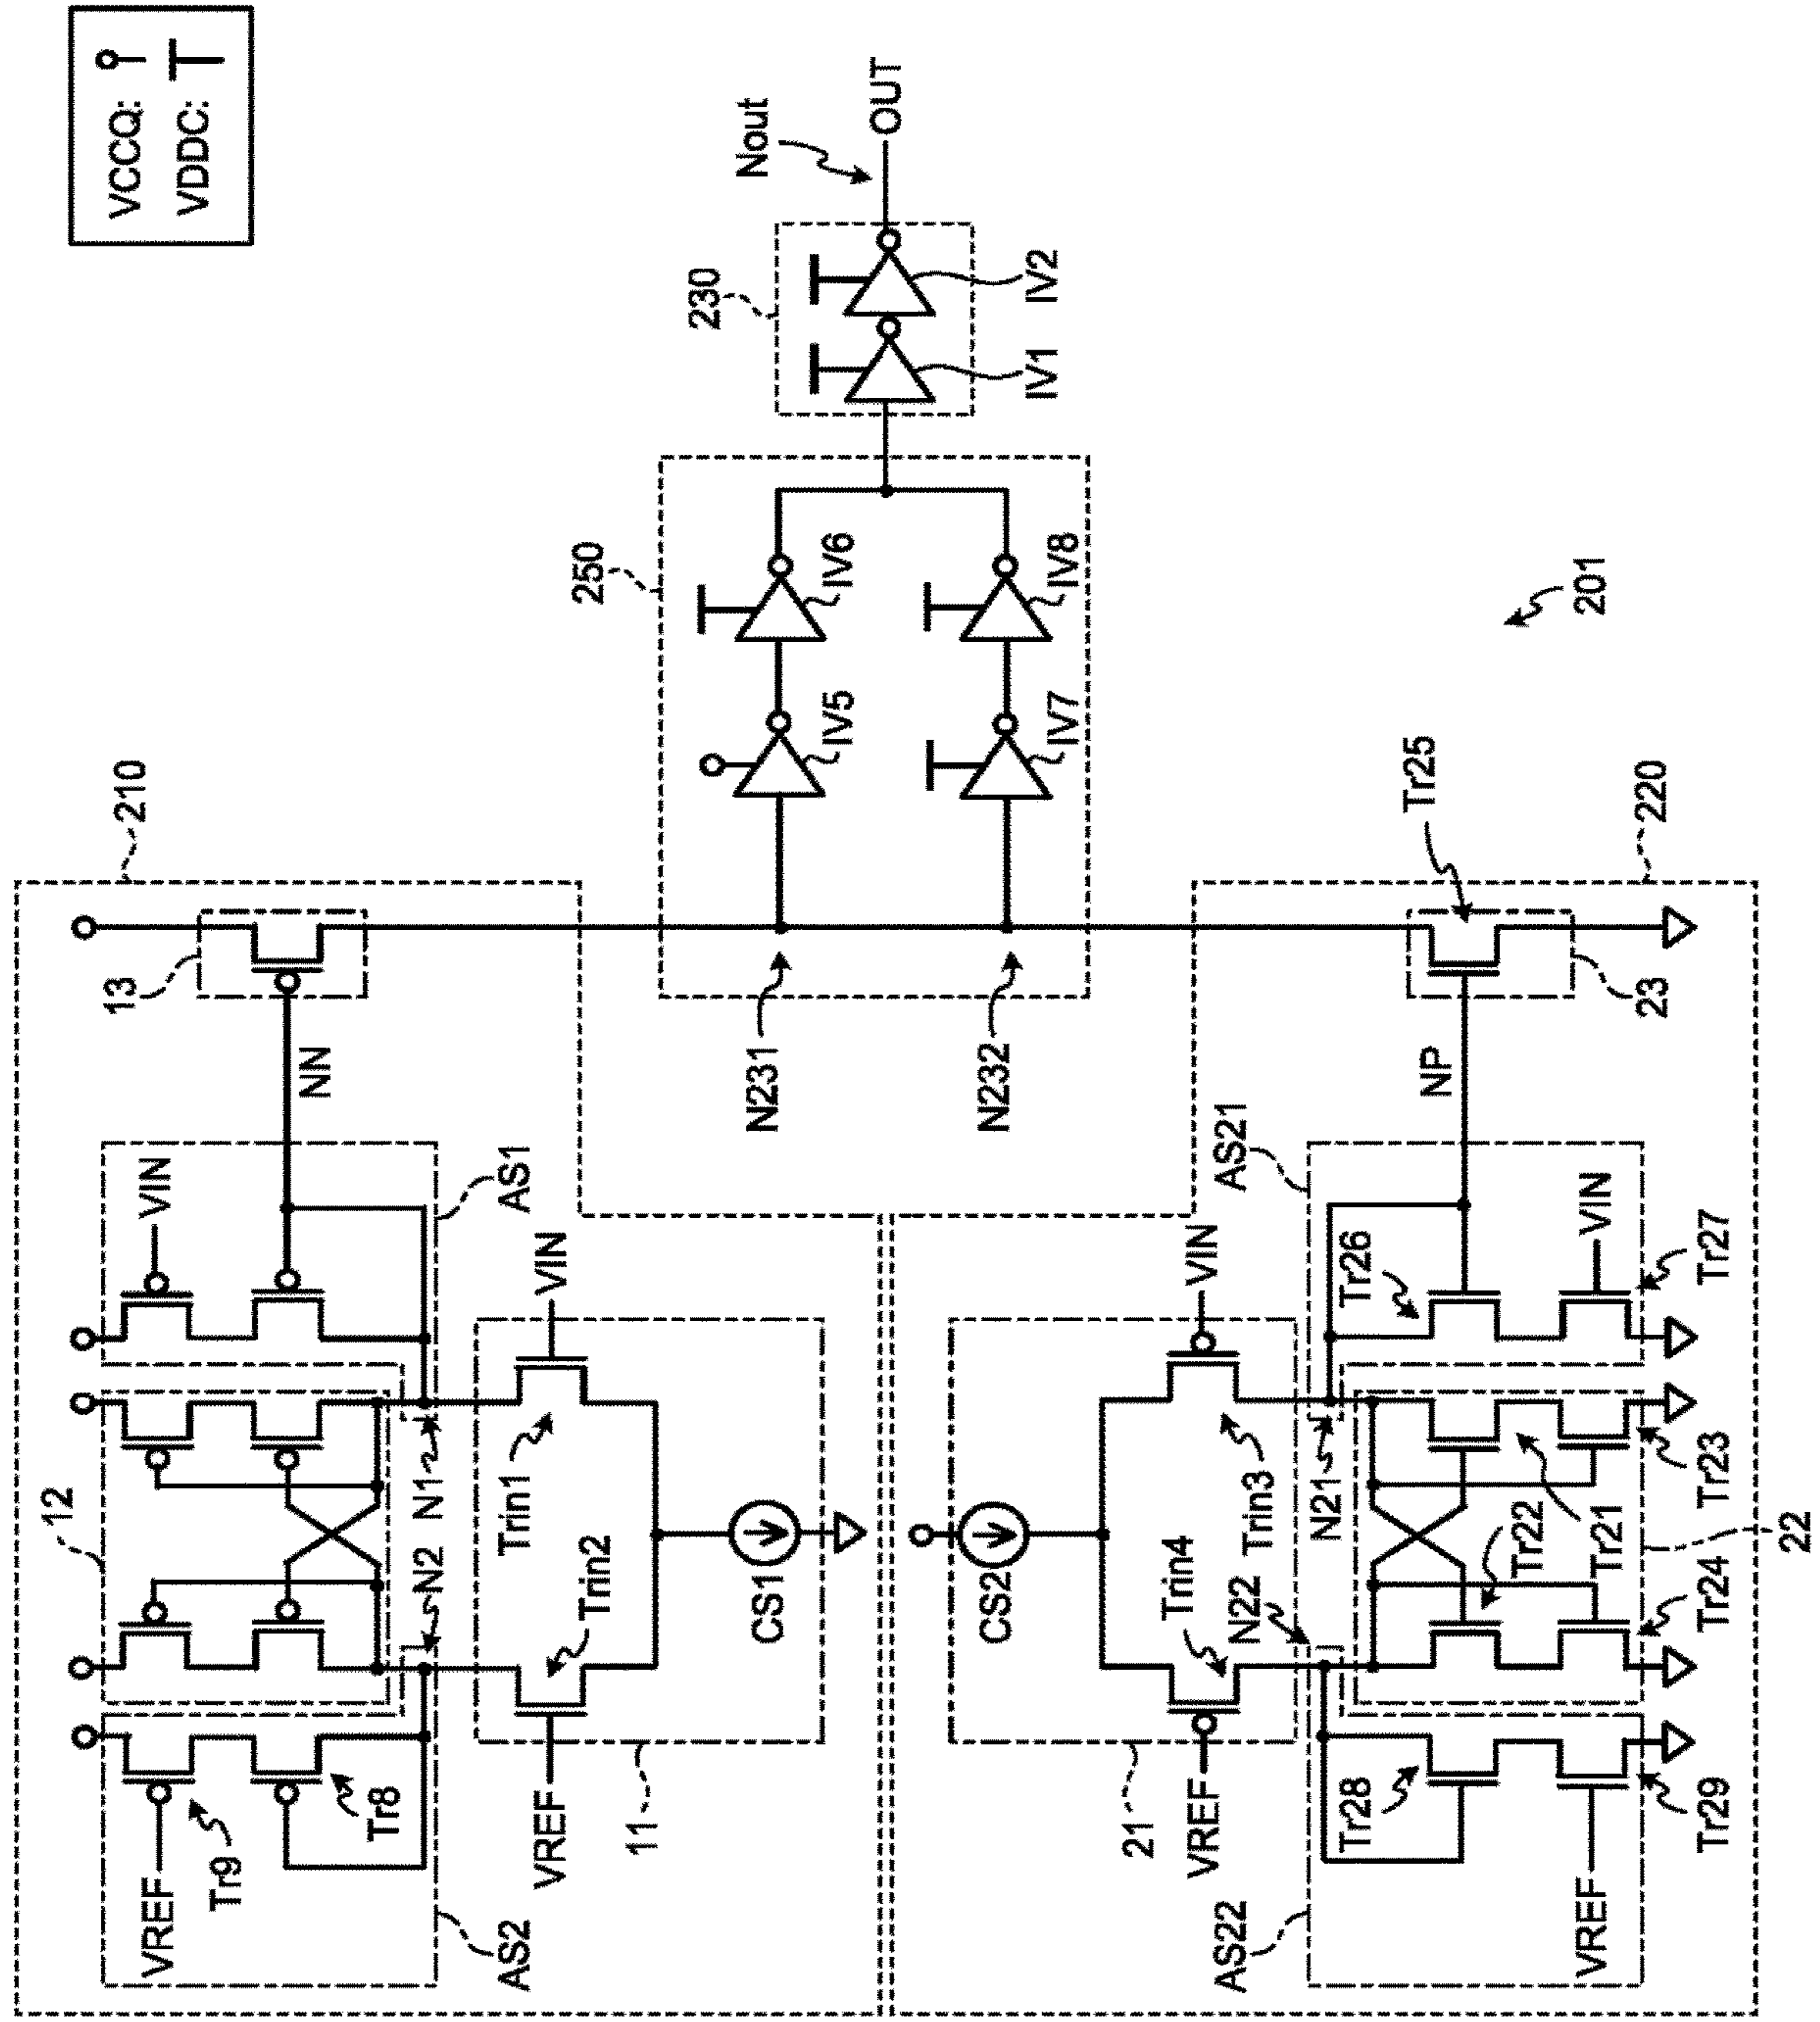 VCCQ:
VDDC:
210
13
NN
VIN
AS1
12
N1
N2
VREF
Tr9
Tr8
AS2
VIN
Trin1
Trin2
CS1
VREF
11
N231
N232
250
IV5
IV6
IV7
IV8
230
IV1
IV2
Nout
OUT
201
220
Tr25
23
NP
AS21
VIN
Tr26
VIN
Tr27
CS2
Trin3
Trin4
N21
N22
VREF
21
Tr21
Tr22
Tr23
Tr24
22
Tr28
Tr29
VREF
AS22